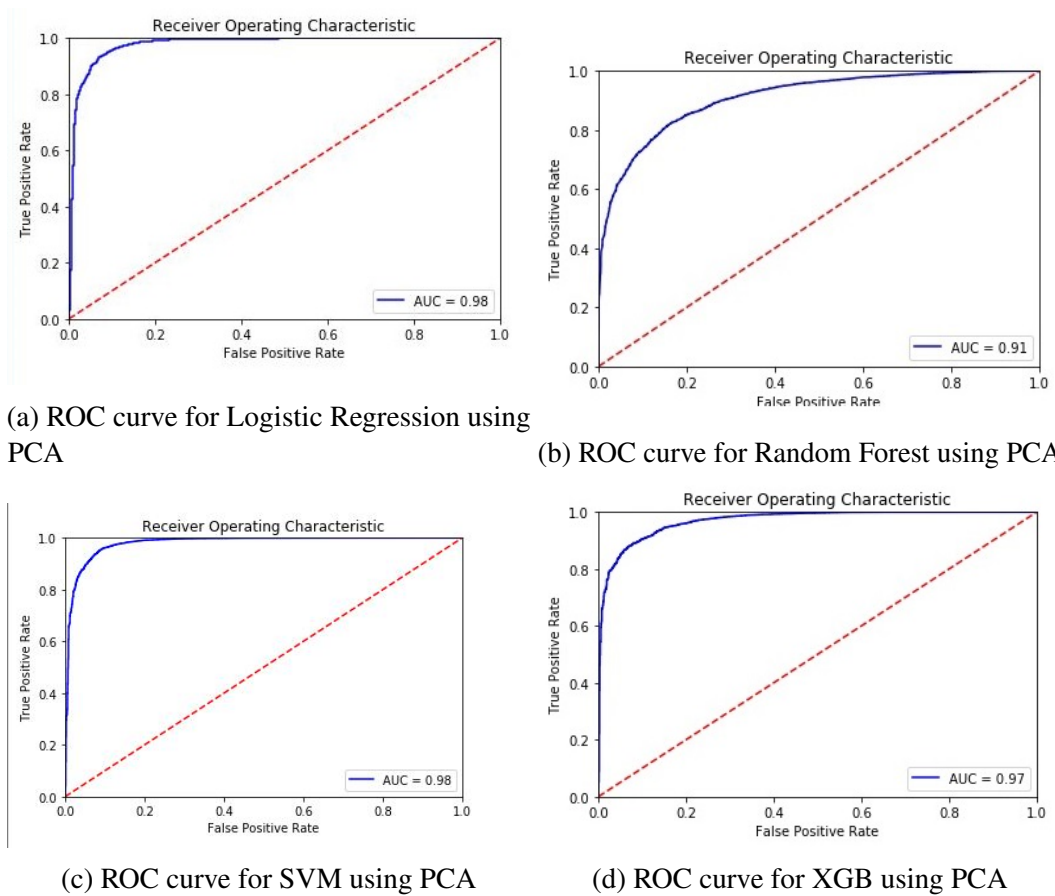 Receiver Operating Characteristic
1.0
0.8
0.6
0.4
0.2
0.0
True Positive Rate
AUC = 0.98
0.0 0.2 0.4 0.6 0.8 1.0
False Positive Rate
(a) ROC curve for Logistic Regression using
PCA
Receiver Operating Characteristic
1.0
0.8
0.6
0.4
0.2
0.0
True Positive Rate
AUC = 0.91
0.0 0.2 0.4 0.6 0.8 1.0
False Positive Rate
(b) ROC curve for Random Forest using PCA
Receiver Operating Characteristic
1.0
0.8
0.6
0.4
0.2
0.0
True Positive Rate
AUC = 0.98
0.0 0.2 0.4 0.6 0.8 1.0
False Positive Rate
(c) ROC curve for SVM using PCA
Receiver Operating Characteristic
1.0
0.8
0.6
0.4
0.2
0.0
True Positive Rate
AUC = 0.97
0.0 0.2 0.4 0.6 0.8 1.0
False Positive Rate
(d) ROC curve for XGB using PCA